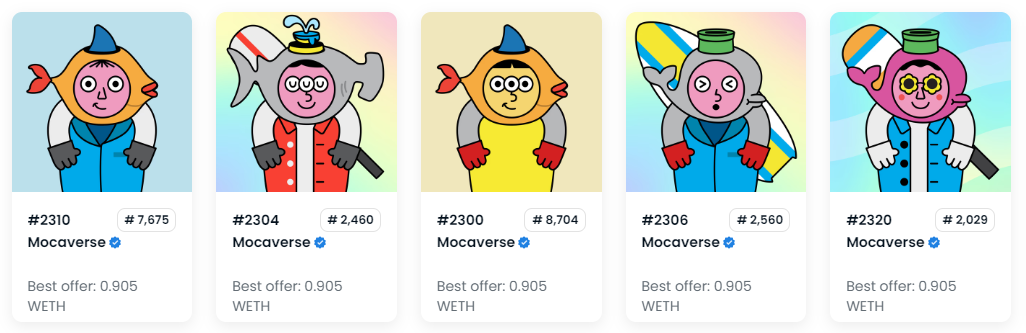 #2310 # 7,675
Mocaverse
Best offer: 0.905
WETH
#2304 # 2,460
Mocaverse
Best offer: 0.905
WETH
#2300 # 8,704
Mocaverse
Best offer: 0.905
WETH
#2306 # 2,560
Mocaverse
Best offer: 0.905
WETH
#2320 # 2,029
Mocaverse
Best offer: 0.905
WETH